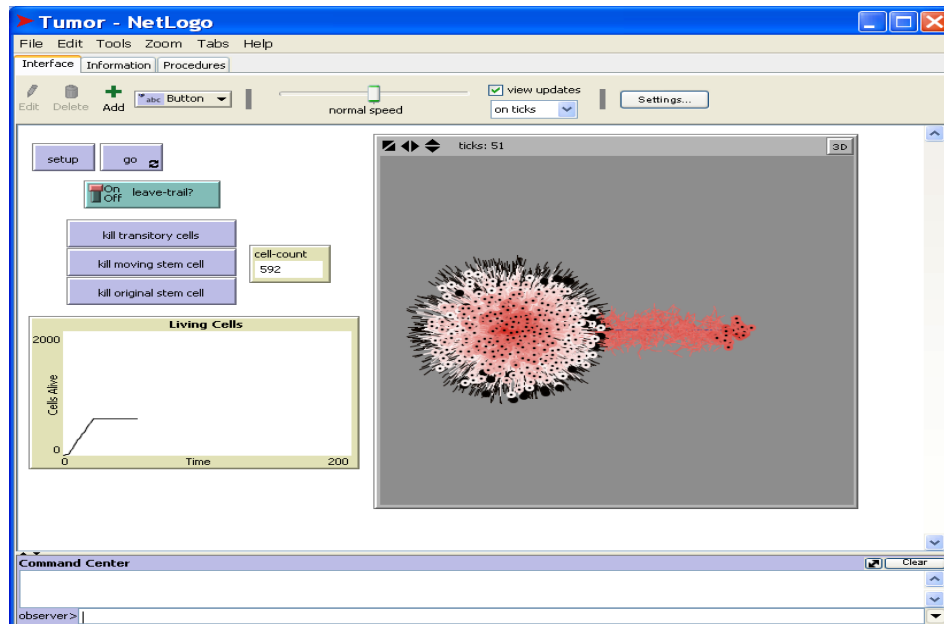 Tumor - NetLogo
File Edit Tools Zoom Tabs Help
Interface Information Procedures
Edit Delete Add abc Button normal speed view updates on ticks Settings...
setup go
ticks: 51 3D
On Off leave-trail?
kill transitory cells
kill moving stem cell
kill original stem cell
cell-count
592
Living Cells
2000
Cells Alive
0
0 Time 200
Command Center Clear
observer>